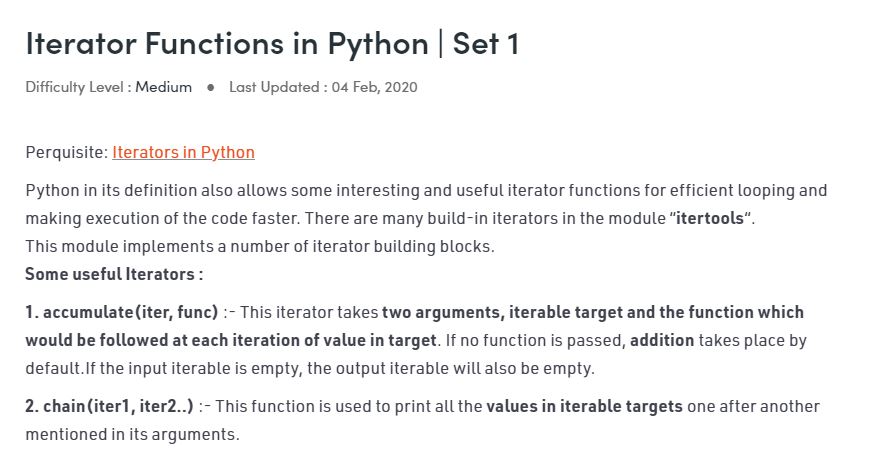 Iterator Functions in Python | Set 1
Difficulty Level : Medium ● Last Updated : 04 Feb, 2020
Perquisite: Iterators in Python
Python in its definition also allows some interesting and useful iterator functions for efficient looping and
making execution of the code faster. There are many build-in iterators in the module “itertools“.
This module implements a number of iterator building blocks.
Some useful Iterators :
1. accumulate(iter, func) :- This iterator takes two arguments, iterable target and the function which
would be followed at each iteration of value in target. If no function is passed, addition takes place by
default.If the input iterable is empty, the output iterable will also be empty.
2. chain(iter1, iter2..) :- This function is used to print all the values in iterable targets one after another
mentioned in its arguments.